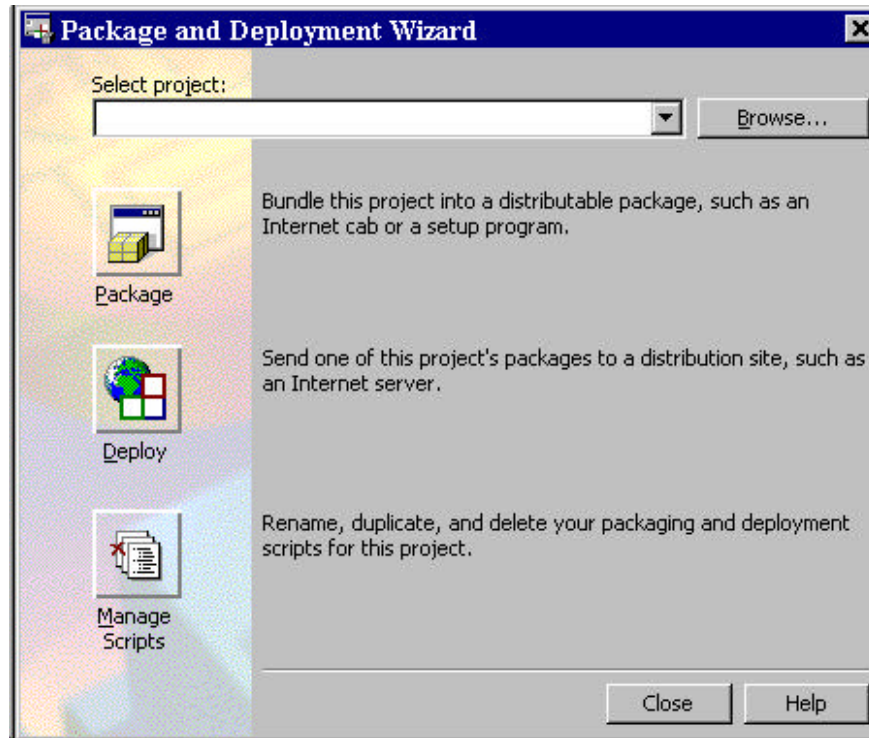 Package and Deployment Wizard
Select project:
Browse...
Bundle this project into a distributable package, such as an
Internet cab or a setup program.
Package
Send one of this project's packages to a distribution site, such as
an Internet server.
Deploy
Rename, duplicate, and delete your packaging and deployment
scripts for this project.
Manage
Scripts
Close
Help